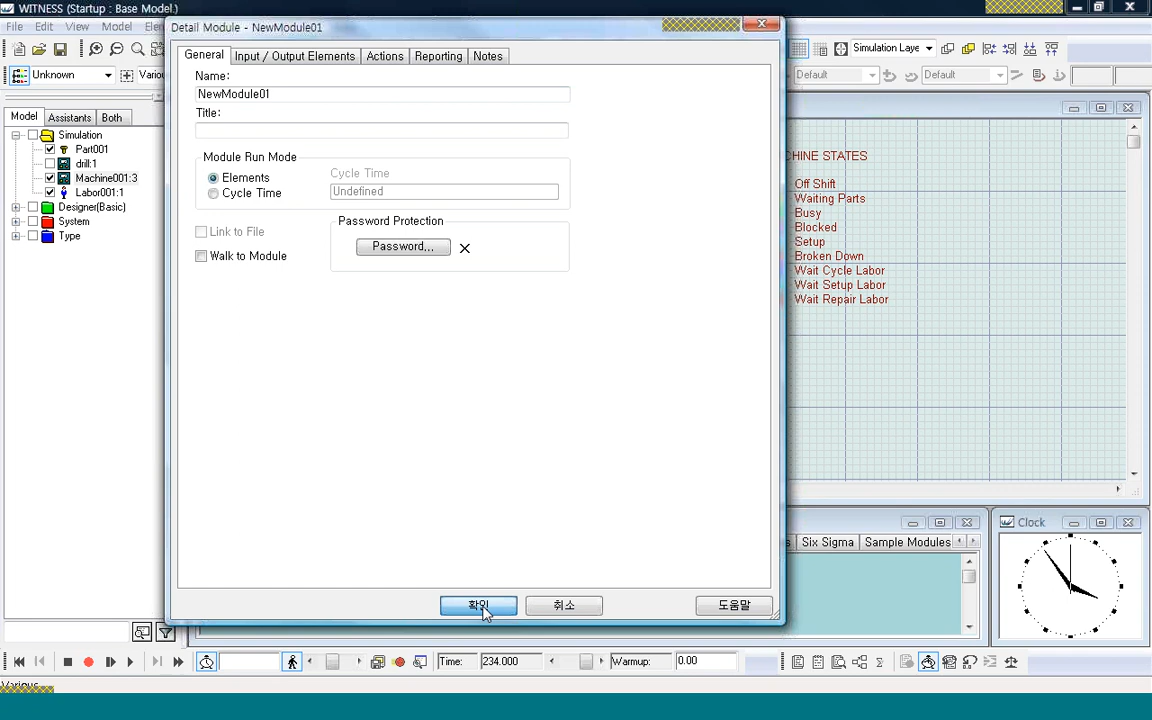 WITNESS (Startup : Base Model.)
File Edit View Model Elen
Detail Module - NewModule01
General Input / Output Elements Actions Reporting Notes
Simulation Laye
Unknown Variou
Default Default
Model Assistants Both
Simulation
Part001
drill:1
Machine001:3
Labor001:1
Designer(Basic)
System
Type
Name:
NewModule01
Title:
Module Run Mode
Elements
Cycle Time
Cycle Time
Undefined
Link to File
Walk to Module
Password Protection
Password...
확인 취소 도움말
CHINE STATES
Off Shift
Waiting Parts
Busy
Blocked
Setup
Broken Down
Wait Cycle Labor
Wait Setup Labor
Wait Repair Labor
s Six Sigma Sample Modules
Clock
Time: 234.000 Warmup: 0.00